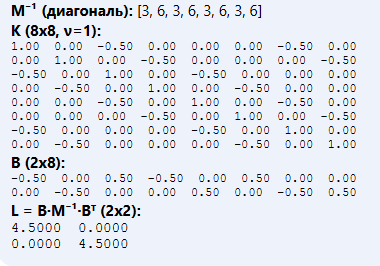 M⁻¹ (диагональ): [3, 6, 3, 6, 3, 6, 3, 6]
K (8x8, ν=1):
1.00 0.00 -0.50 0.00 0.00 0.00 -0.50 0.00
0.00 1.00 0.00 -0.50 0.00 0.00 0.00 -0.50
-0.50 0.00 1.00 0.00 -0.50 0.00 0.00 0.00
0.00 -0.50 0.00 1.00 0.00 -0.50 0.00 0.00
0.00 0.00 -0.50 0.00 1.00 0.00 -0.50 0.00
0.00 0.00 0.00 -0.50 0.00 1.00 0.00 -0.50
-0.50 0.00 0.00 0.00 -0.50 0.00 1.00 0.00
0.00 -0.50 0.00 0.00 0.00 -0.50 0.00 1.00
B (2x8):
-0.50 0.00 0.50 -0.50 0.00 0.50 0.00 0.00
0.00 -0.50 0.00 0.00 0.50 0.00 -0.50 0.50
L = B·M⁻¹·Bᵀ (2x2):
4.5000 0.0000
0.0000 4.5000